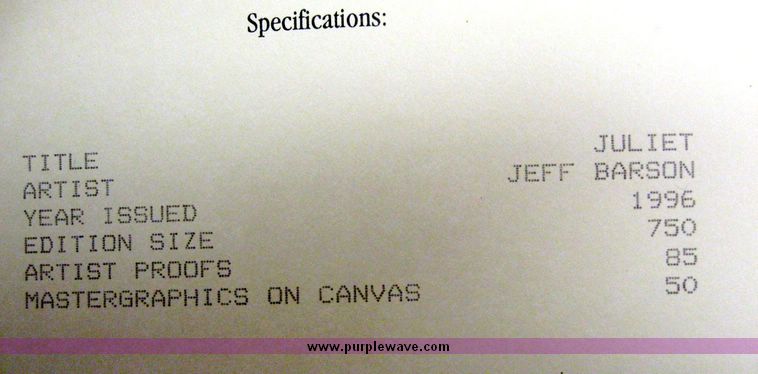 Specifications:
TITLE JULIET
ARTIST JEFF BARSON
YEAR ISSUED 1996
EDITION SIZE 750
ARTIST PROOFS 85
MASTERGRAPHICS ON CANVAS 50
www.purplewave.com